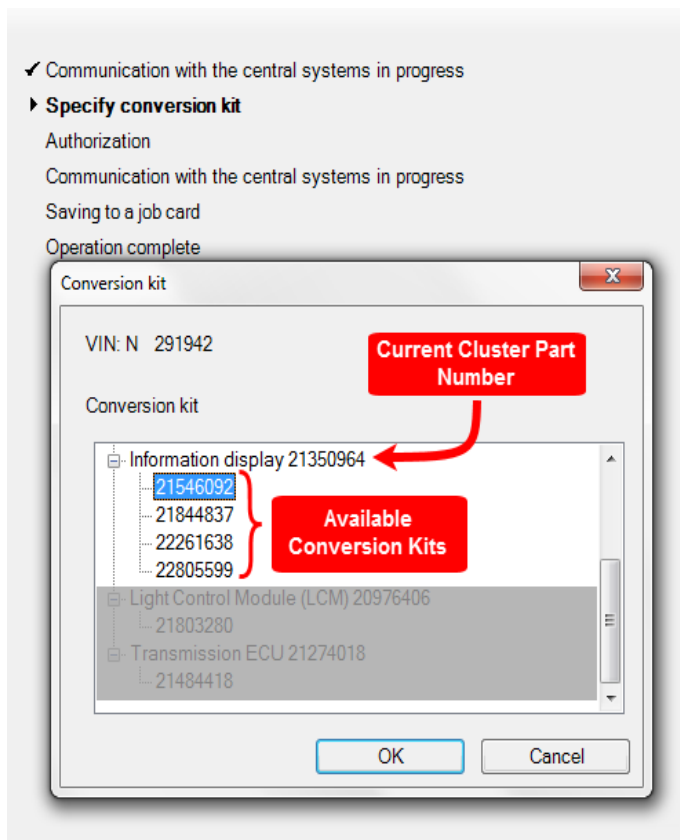 Communication with the central systems in progress
Specify conversion kit
Authorization
Communication with the central systems in progress
Saving to a job card
Operation complete
Conversion kit
VIN: N 291942
Current Cluster Part
Number
Conversion kit
Information display 21350964
21546092
21844837
22261638
22805599
Available
Conversion Kits
Light Control Module (LCM) 20976406
21803280
Transmission ECU 21274018
21484418
OK
Cancel